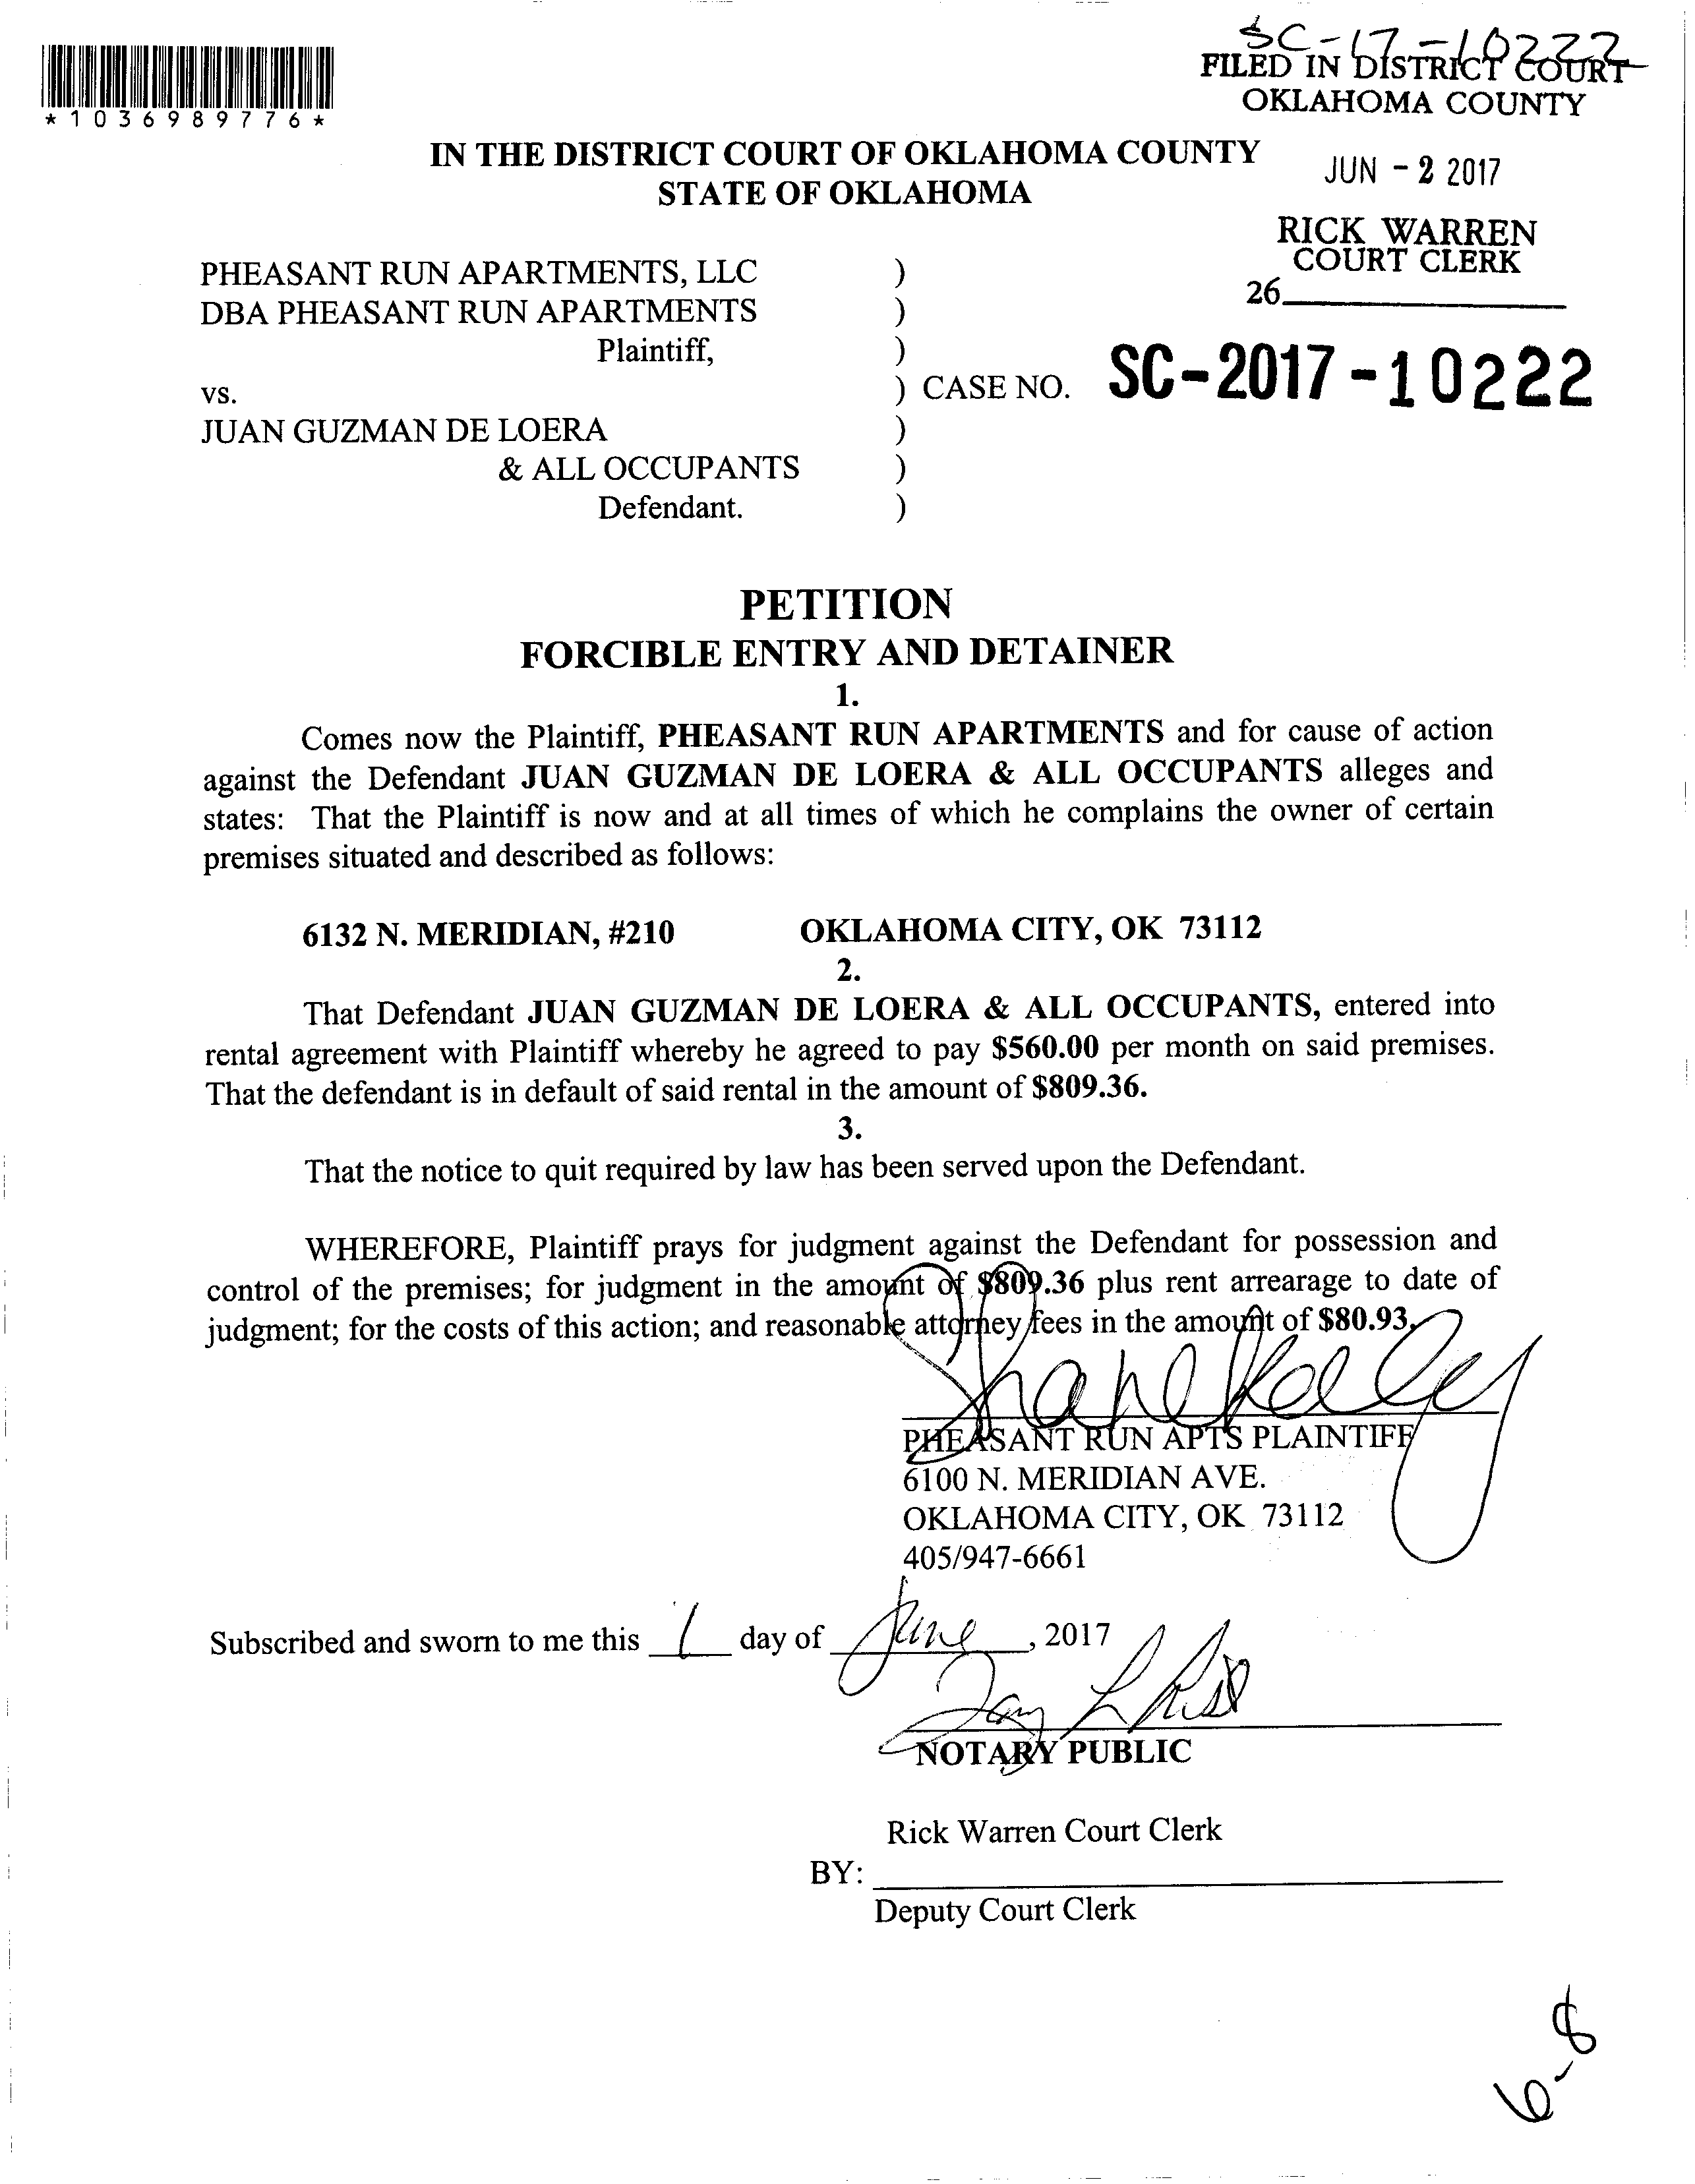 SC-17-10222
FILED IN DISTRICT COURT
OKLAHOMA COUNTY
*1036989776*
IN THE DISTRICT COURT OF OKLAHOMA COUNTY
STATE OF OKLAHOMA
JUN - 2 2017
RICK WARREN
COURT CLERK
26
PHEASANT RUN APARTMENTS, LLC )
DBA PHEASANT RUN APARTMENTS )
Plaintiff, )
vs. ) CASE NO. SC-2017-10222
JUAN GUZMAN DE LOERA )
& ALL OCCUPANTS )
Defendant. )
PETITION
FORCIBLE ENTRY AND DETAINER
1.
Comes now the Plaintiff, PHEASANT RUN APARTMENTS and for cause of action
against the Defendant JUAN GUZMAN DE LOERA & ALL OCCUPANTS alleges and
states: That the Plaintiff is now and at all times of which he complains the owner of certain
premises situated and described as follows:
6132 N. MERIDIAN, #210 OKLAHOMA CITY, OK 73112
2.
That Defendant JUAN GUZMAN DE LOERA & ALL OCCUPANTS, entered into
rental agreement with Plaintiff whereby he agreed to pay $560.00 per month on said premises.
That the defendant is in default of said rental in the amount of $809.36.
3.
That the notice to quit required by law has been served upon the Defendant.
WHEREFORE, Plaintiff prays for judgment against the Defendant for possession and
control of the premises; for judgment in the amount of $809.36 plus rent arrearage to date of
judgment; for the costs of this action; and reasonable attorney fees in the amount of $80.93.
PHEASANT RUN APTS PLAINTIFF
6100 N. MERIDIAN AVE.
OKLAHOMA CITY, OK 73112
405/947-6661
Subscribed and sworn to me this 1 day of June, 2017
NOTARY PUBLIC
Rick Warren Court Clerk
BY:
Deputy Court Clerk
6-8